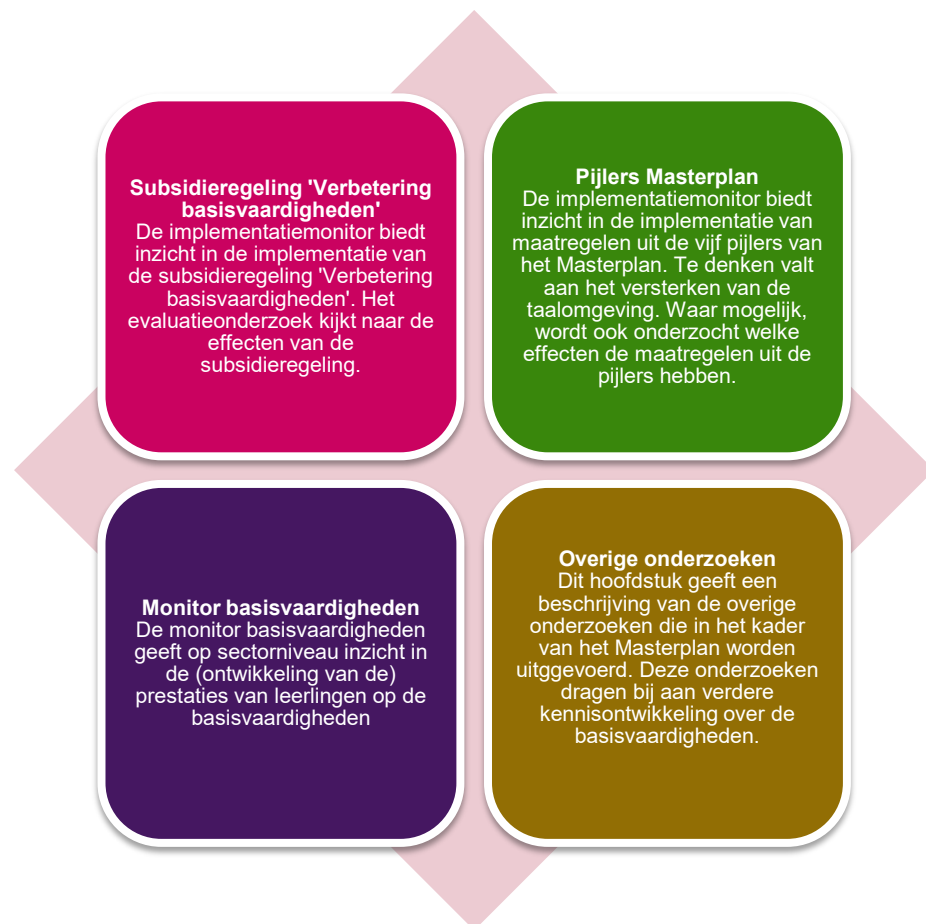 Subsidieregeling 'Verbetering
basisvaardigheden'
De implementatiemonitor biedt
inzicht in de implementatie van
de subsidieregeling 'Verbetering
basisvaardigheden'. Het
evaluatieonderzoek kijkt naar de
effecten van de
subsidieregeling.
Pijlers Masterplan
De implementatiemonitor biedt
inzicht in de implementatie van
maatregelen uit de vijf pijlers van
het Masterplan. Te denken valt
aan het versterken van de
taalomgeving. Waar mogelijk,
wordt ook onderzocht welke
effecten de maatregelen uit de
pijlers hebben.
Monitor basisvaardigheden
De monitor basisvaardigheden
geeft op sectorniveau inzicht in
de (ontwikkeling van de)
prestaties van leerlingen op de
basisvaardigheden
Overige onderzoeken
Dit hoofdstuk geeft een
beschrijving van de overige
onderzoeken die in het kader
van het Masterplan worden
uitggevoerd. Deze onderzoeken
dragen bij aan verdere
kennisontwikkeling over de
basisvaardigheden.